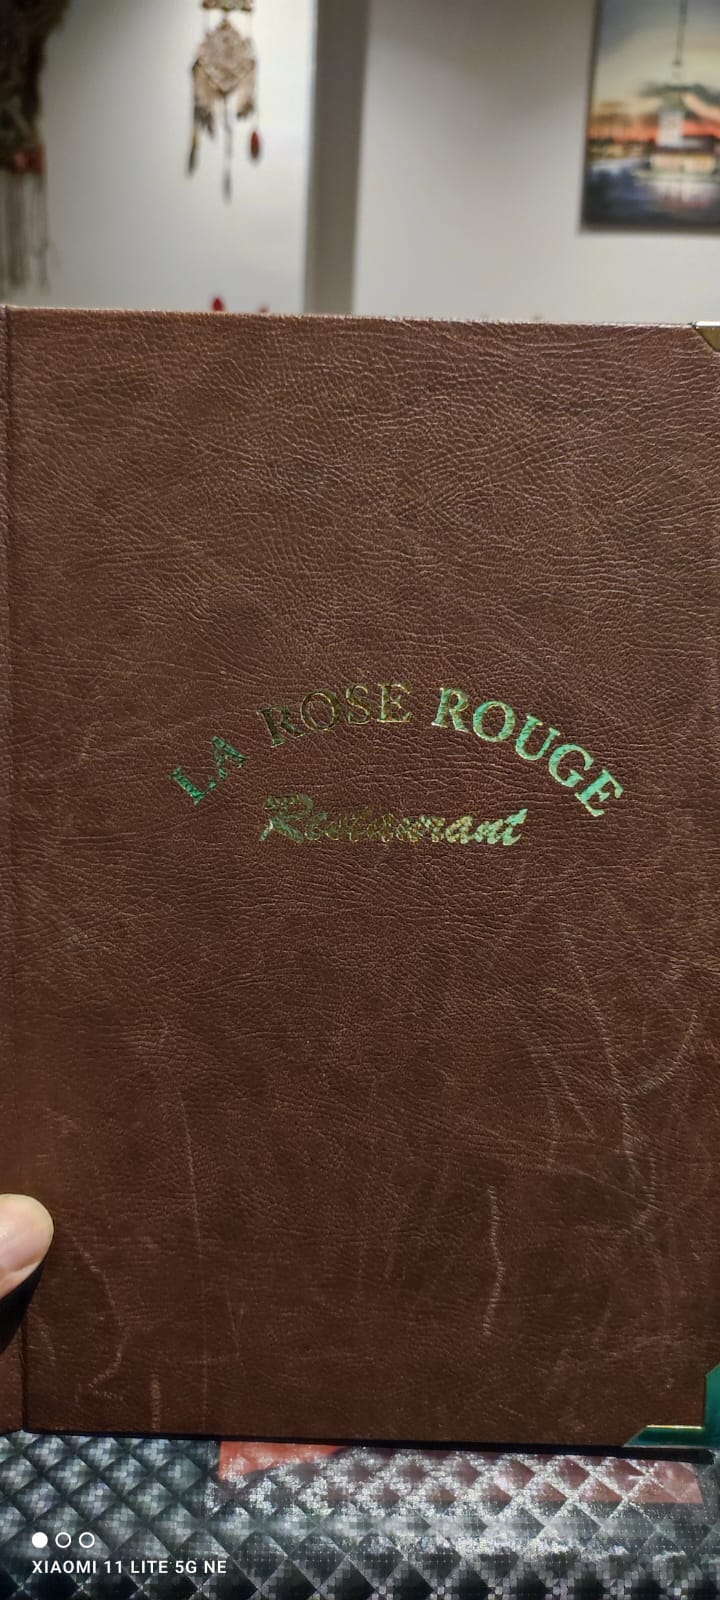 LA ROSE ROUGE
Restaurant
XIAOMI 11 LITE 5G NE